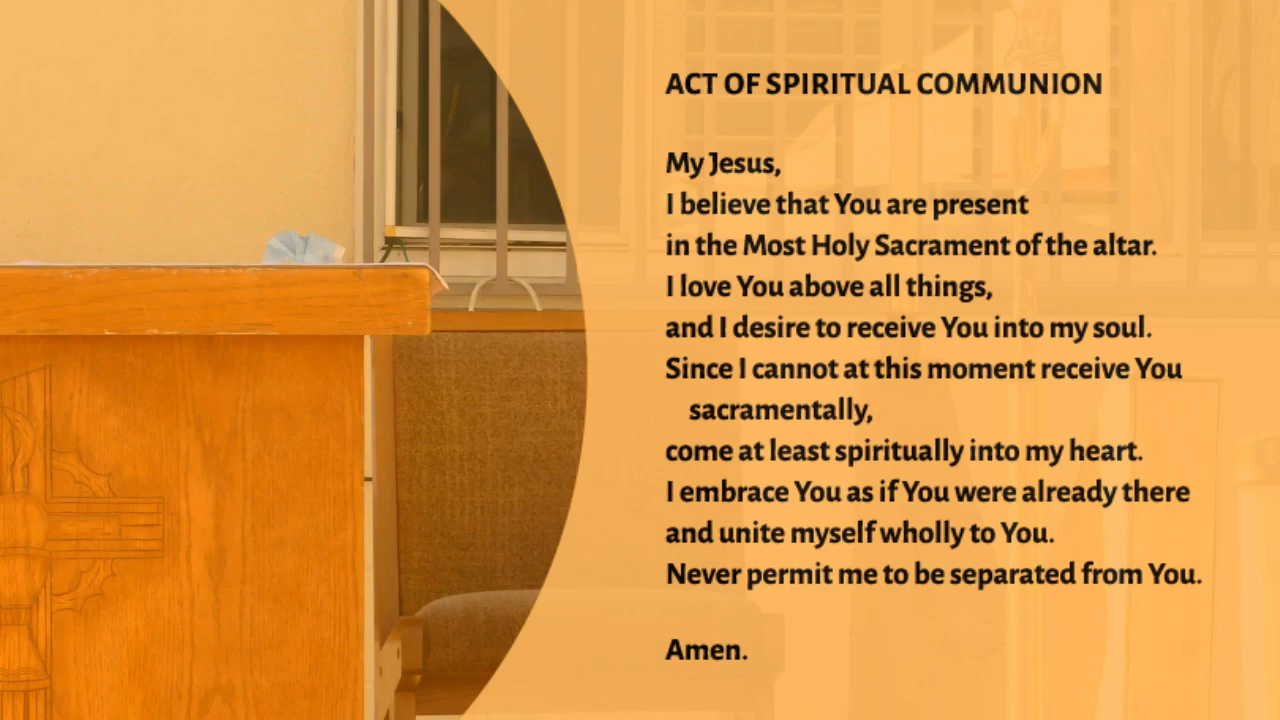 ACT OF SPIRITUAL COMMUNION
My Jesus,
I believe that You are present
in the Most Holy Sacrament of the altar.
I love You above all things,
and I desire to receive You into my soul.
Since I cannot at this moment receive You
sacramentally,
come at least spiritually into my heart.
I embrace You as if You were already there
and unite myself wholly to You.
Never permit me to be separated from You.
Amen.